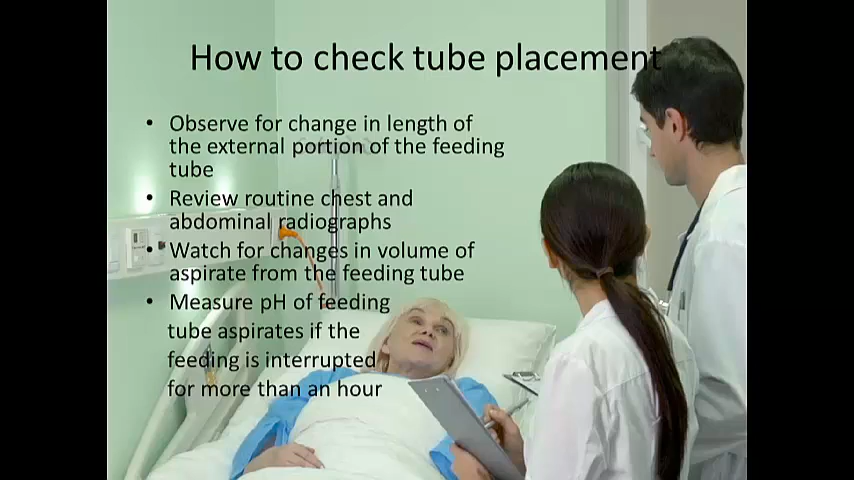 How to check tube placement
• Observe for change in length of
the external portion of the feeding
tube
• Review routine chest and
abdominal radiographs
• Watch for changes in volume of
aspirate from the feeding tube
• Measure pH of feeding
tube aspirates if the
feeding is interrupted
for more than an hour